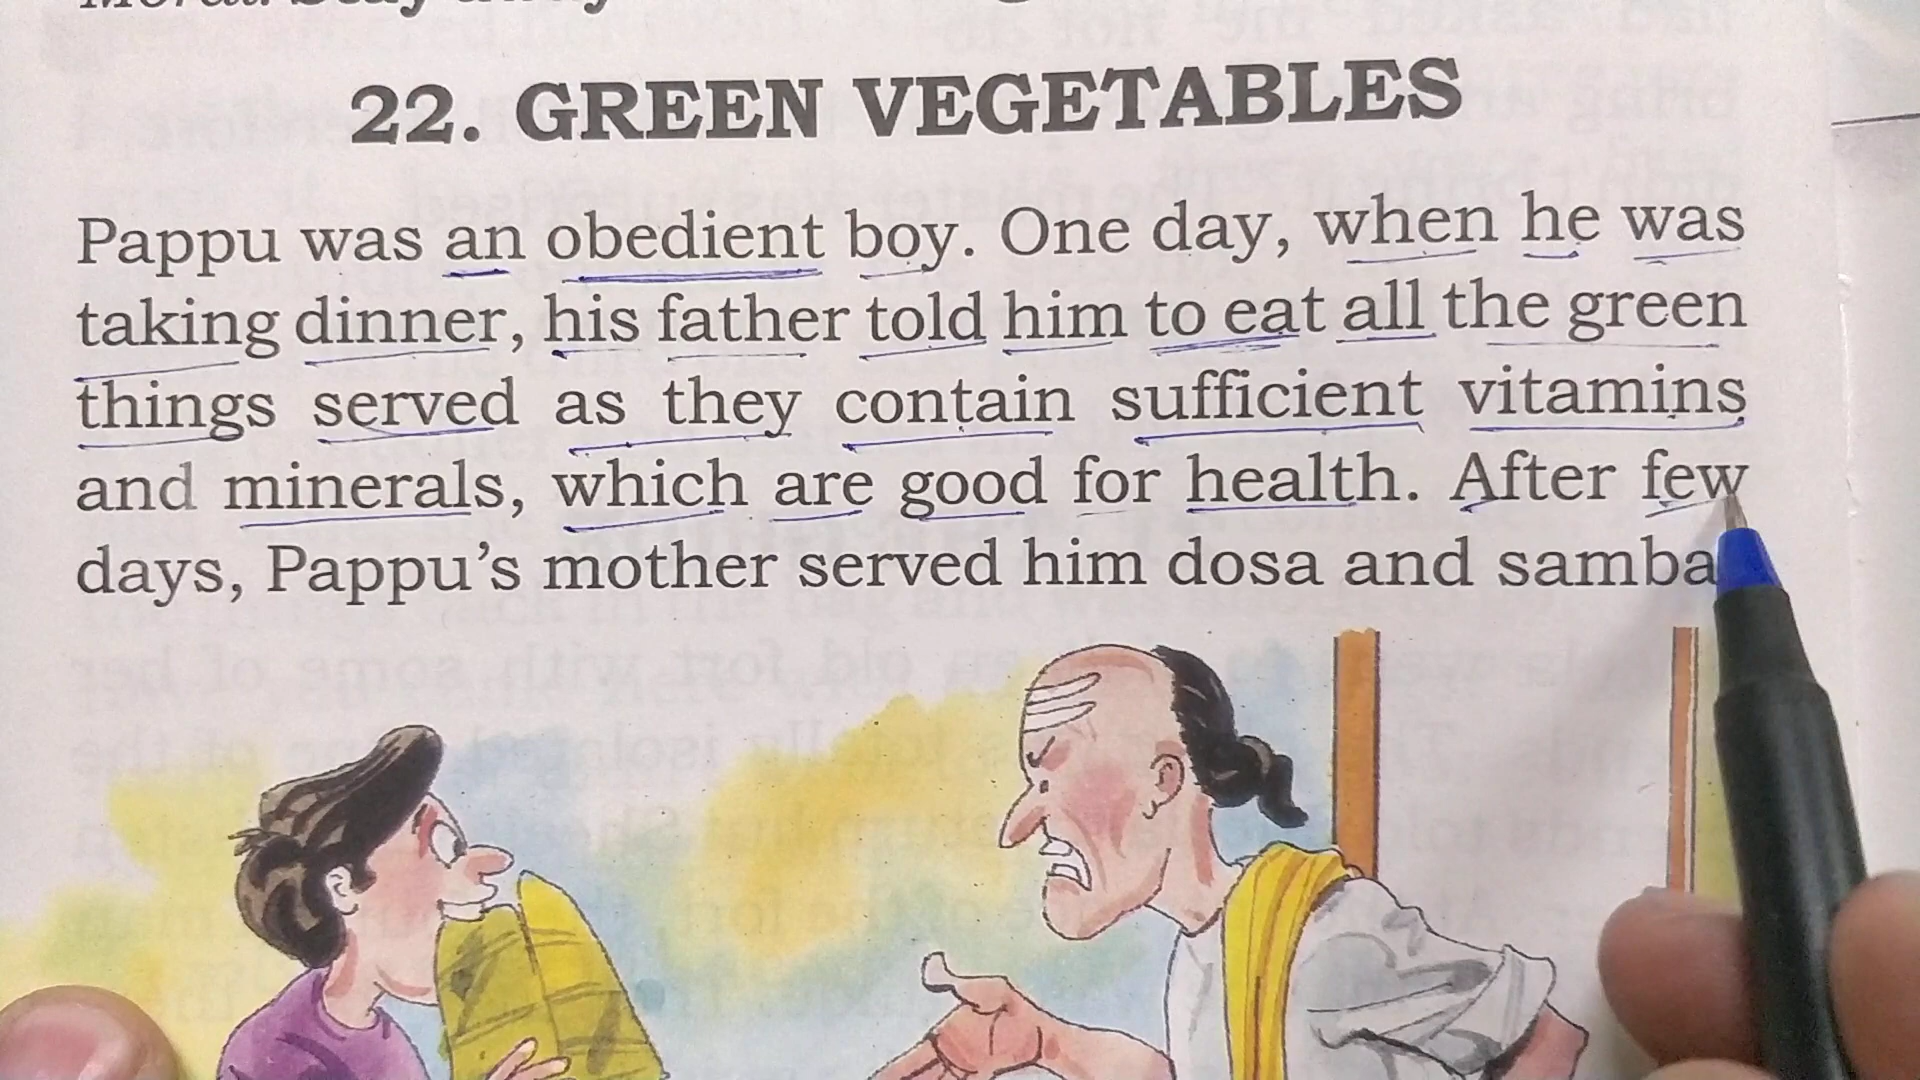 22. GREEN VEGETABLES
Pappu was an obedient boy. One day, when he was
taking dinner, his father told him to eat all the green
things served as they contain sufficient vitamins
and minerals, which are good for health. After few
days, Pappu's mother served him dosa and samba